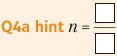 Q4a hint n = □/□